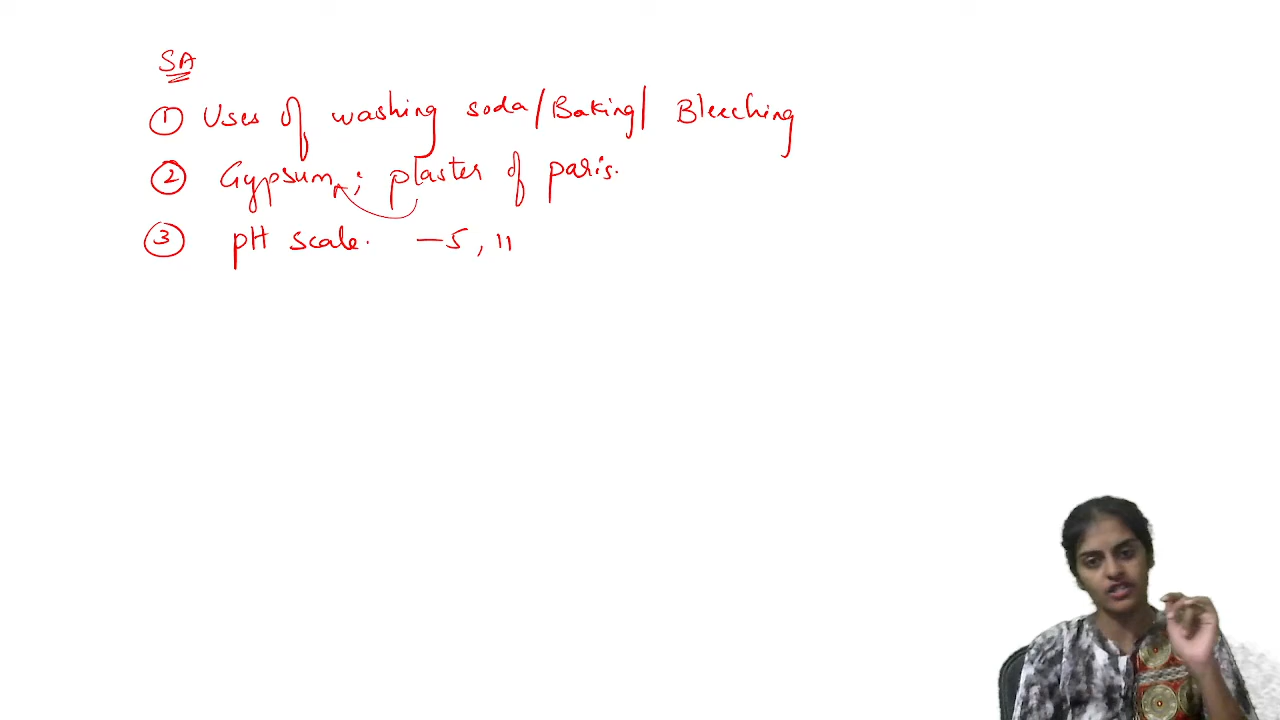 SA
① Uses of washing soda/Baking/ Bleeching
② Gypsum ; plaster of paris.
③ pH scale. – 5, 11